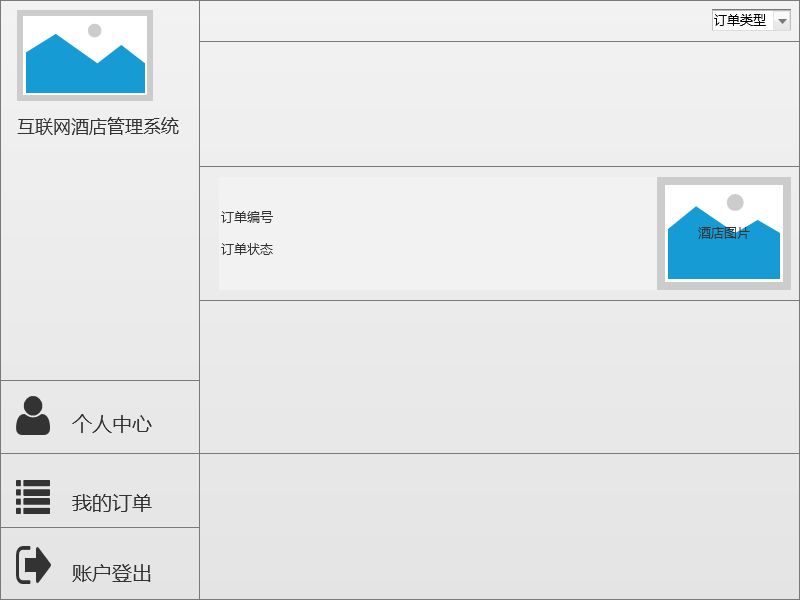 订单类型
互联网酒店管理系统
订单编号
酒店图片
订单状态
个人中心
我的订单
账户登出